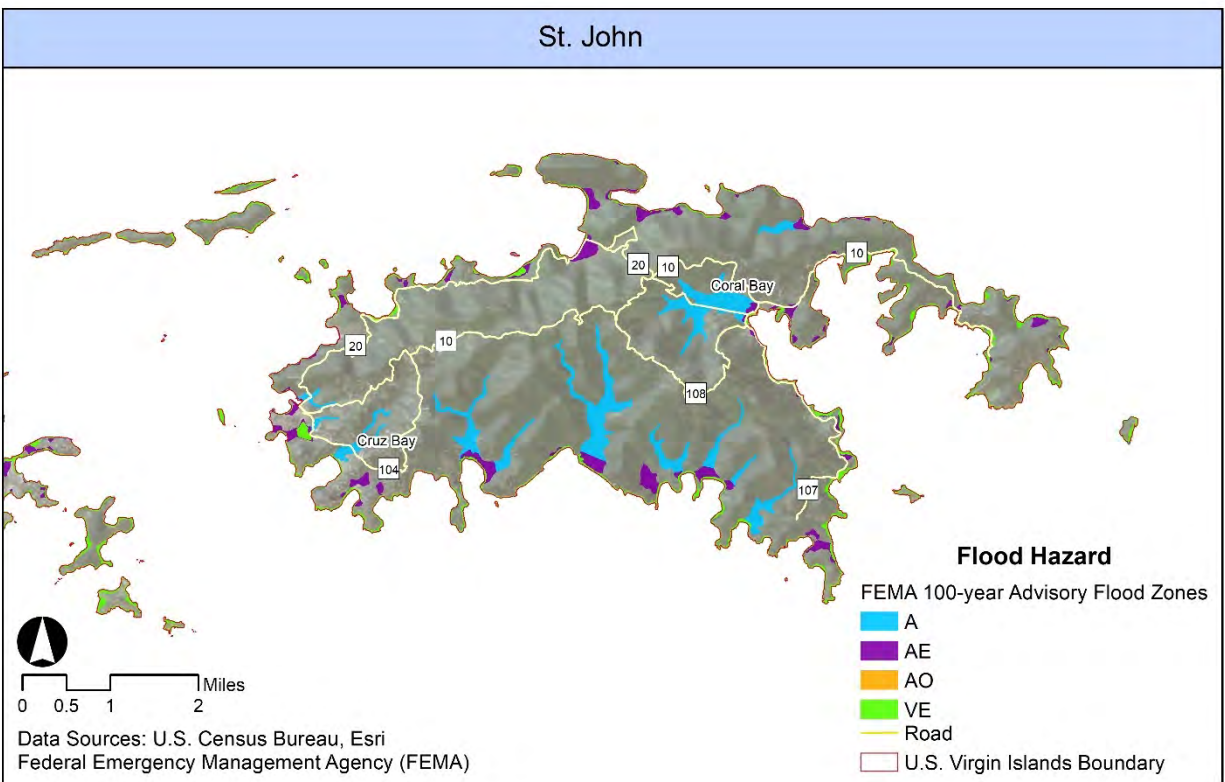 St. John
20
10
10
Coral Bay
20
10
108
Cruz Bay
104
107
Flood Hazard
FEMA 100-year Advisory Flood Zones
A
AE
AO
VE
Road
U.S. Virgin Islands Boundary
Miles
0 0.5 1 2
Data Sources: U.S. Census Bureau, Esri
Federal Emergency Management Agency (FEMA)